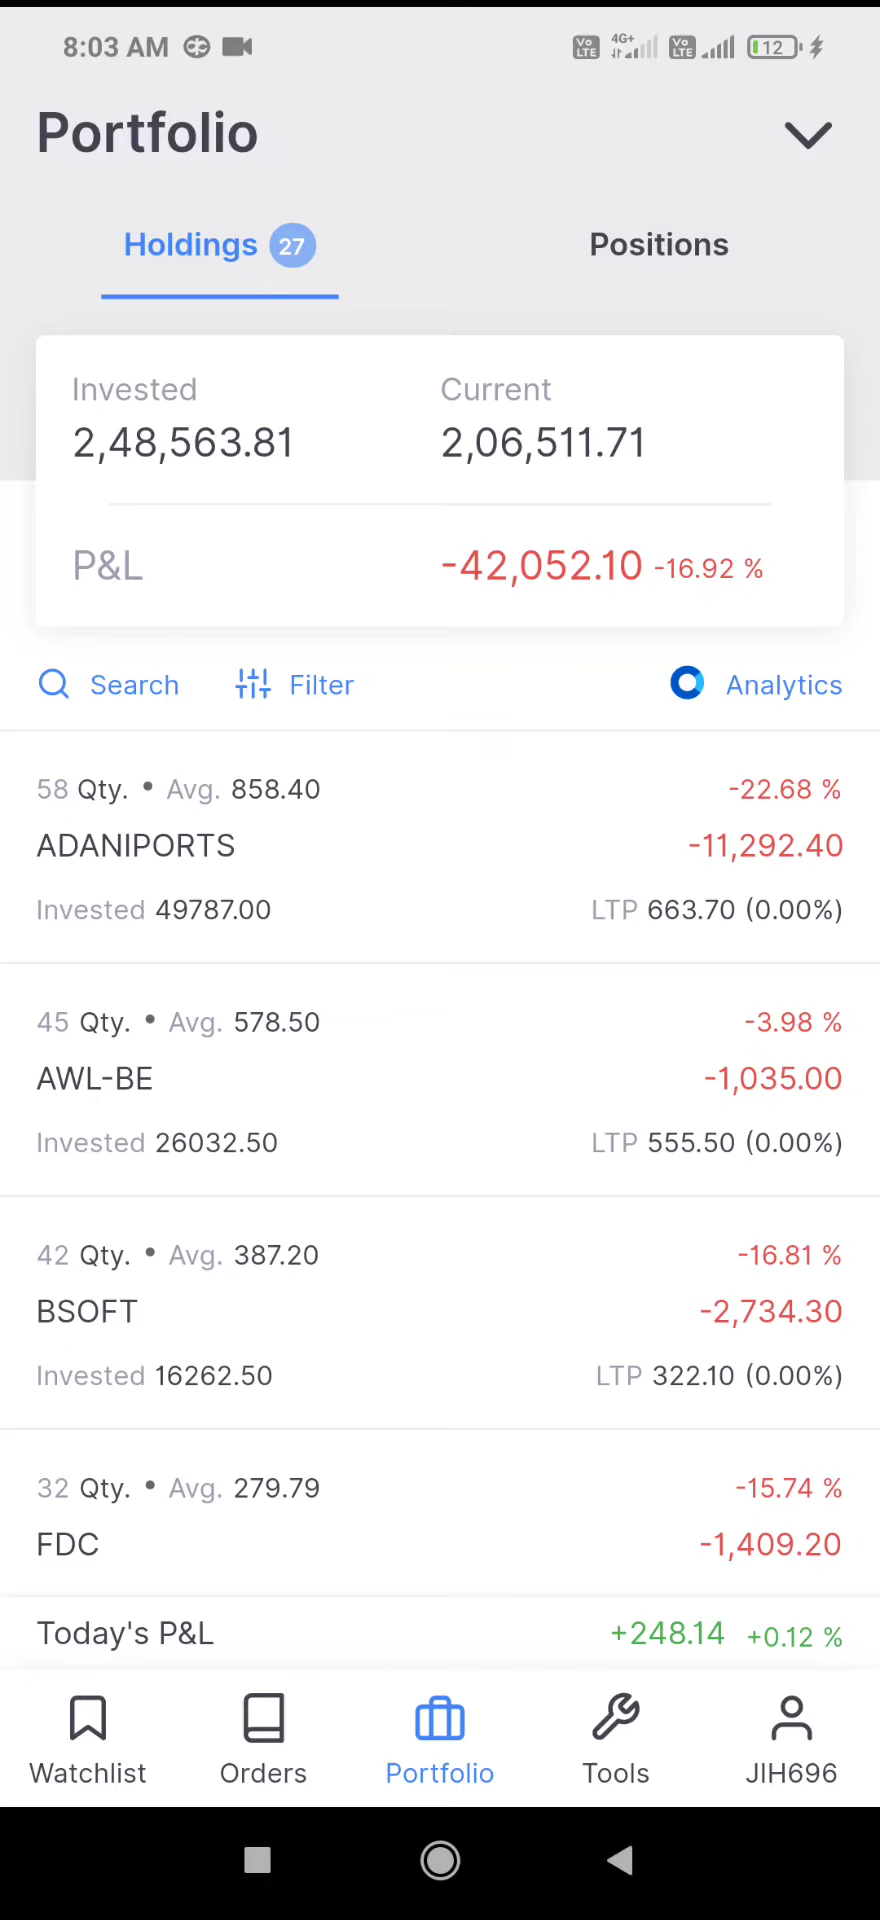 8:03 AM Vo LTE 4G+ Vo LTE 12
Portfolio
Holdings 27 Positions
Invested Current
2,48,563.81 2,06,511.71
P&L -42,052.10 -16.92 %
Search Filter Analytics
58 Qty. • Avg. 858.40 -22.68 %
ADANIPORTS -11,292.40
Invested 49787.00 LTP 663.70 (0.00%)
45 Qty. • Avg. 578.50 -3.98 %
AWL-BE -1,035.00
Invested 26032.50 LTP 555.50 (0.00%)
42 Qty. • Avg. 387.20 -16.81 %
BSOFT -2,734.30
Invested 16262.50 LTP 322.10 (0.00%)
32 Qty. • Avg. 279.79 -15.74 %
FDC -1,409.20
Today's P&L +248.14 +0.12 %
Watchlist Orders Portfolio Tools JIH696